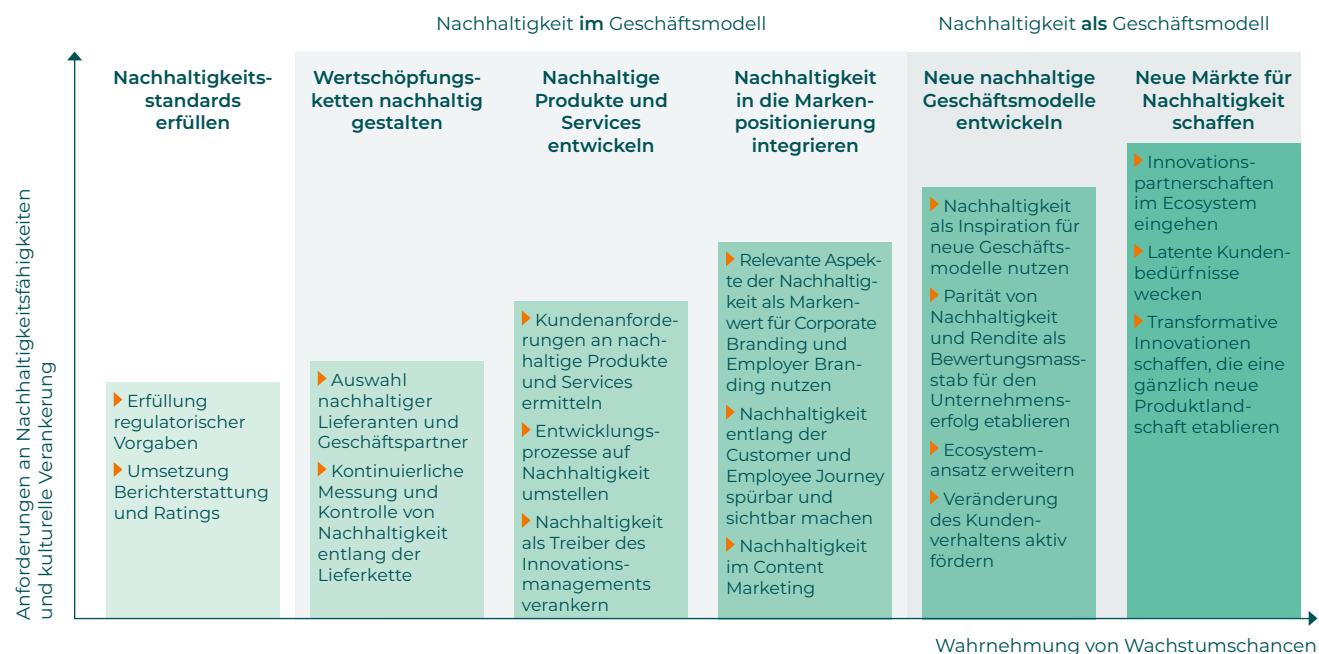 Nachhaltigkeit im Geschäftsmodell
Nachhaltigkeit als Geschäftsmodell
Anforderungen an Nachhaltigkeitsfähigkeiten
und kulturelle Verankerung
Nachhaltigkeits-
standards
erfüllen
Erfüllung
regulatorischer
Vorgaben
Umsetzung
Berichterstattung
und Ratings
Wertschöpfungs-
ketten nachhaltig
gestalten
Auswahl
nachhaltiger
Lieferanten und
Geschäftspartner
Kontinuierliche
Messung und
Kontrolle von
Nachhaltigkeit
entlang der
Lieferkette
Nachhaltige
Produkte und
Services
entwickeln
Kundenanforde-
rungen an nach-
haltige Produkte
und Services
ermitteln
Entwicklungs-
prozesse auf
Nachhaltigkeit
umstellen
Nachhaltigkeit
als Treiber des
Innovations-
managements
verankern
Nachhaltigkeit
in die Marken-
positionierung
integrieren
Relevante Aspek-
te der Nachhaltig-
keit als Marken-
wert für Corporate
Branding und
Employer Bran-
ding nutzen
Nachhaltigkeit
entlang der
Customer und
Employee Journey
spürbar und
sichtbar machen
Nachhaltigkeit
im Content
Marketing
Neue nachhaltige
Geschäftsmodelle
entwickeln
Nachhaltigkeit
als Inspiration für
neue Geschäfts-
modelle nutzen
Parität von
Nachhaltigkeit
und Rendite als
Bewertungsmass-
stab für den
Unternehmens-
erfolg etablieren
Ecosystem-
ansatz erweitern
Veränderung
des Kunden-
verhaltens aktiv
fördern
Neue Märkte für
Nachhaltigkeit
schaffen
Innovations-
partnerschaften
im Ecosystem
eingehen
Latente Kunden-
bedürfnisse
wecken
Transformative
Innovationen
schaffen, die eine
gänzlich neue
Produktland-
schaft etablieren
Wahrnehmung von Wachstumschancen